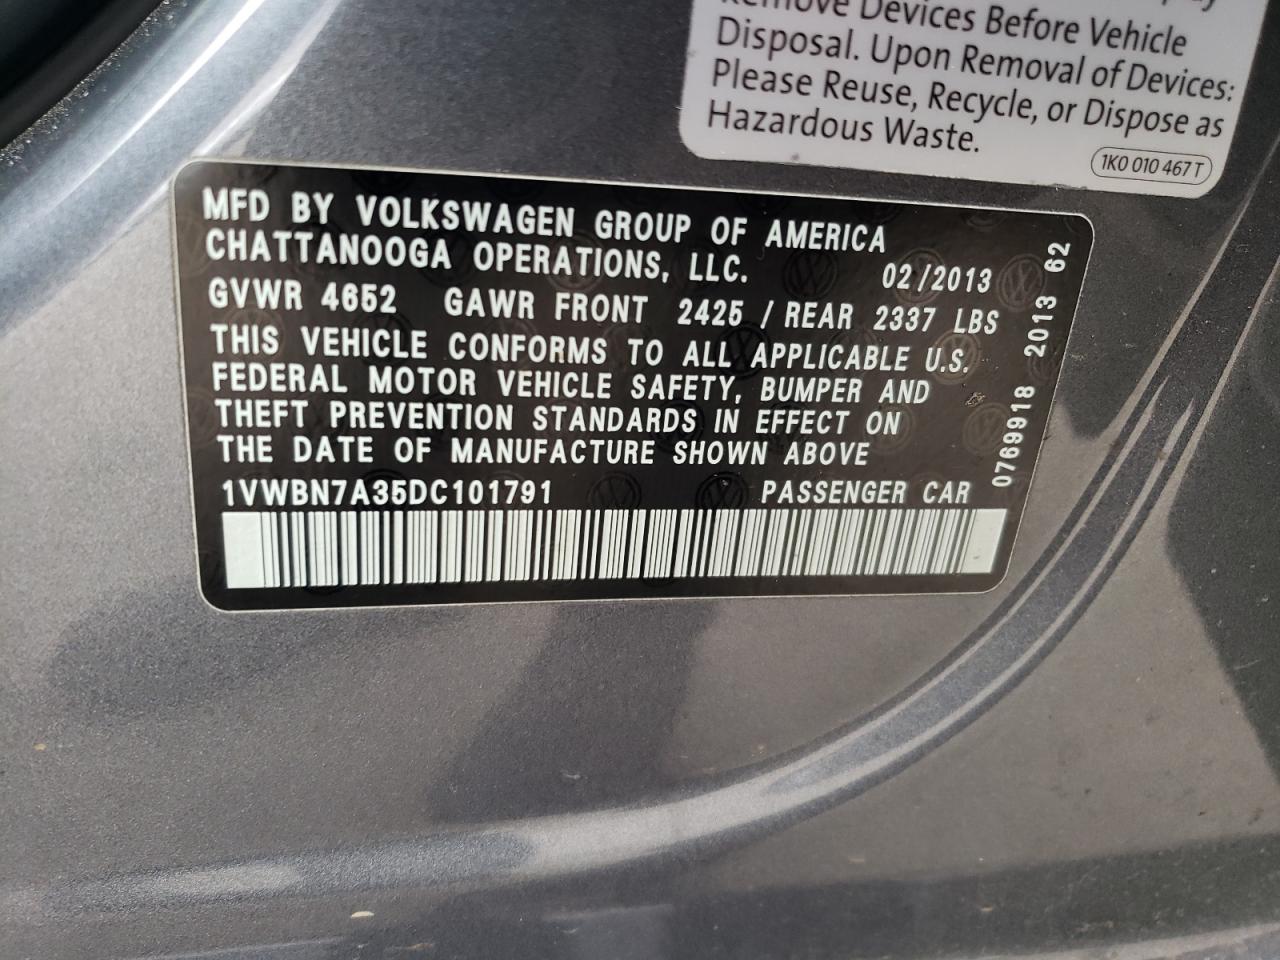 Remove Devices Before Vehicle
Disposal. Upon Removal of Devices:
Please Reuse, Recycle, or Dispose as
Hazardous Waste.
1K0 010 467 T
MFD BY VOLKSWAGEN GROUP OF AMERICA
CHATTANOOGA OPERATIONS, LLC. 02/2013
GVWR 4652 GAWR FRONT 2425 / REAR 2337 LBS
THIS VEHICLE CONFORMS TO ALL APPLICABLE U.S.
FEDERAL MOTOR VEHICLE SAFETY, BUMPER AND
THEFT PREVENTION STANDARDS IN EFFECT ON
THE DATE OF MANUFACTURE SHOWN ABOVE
1VWBN7A35DC101791 PASSENGER CAR
0769918 2013 62